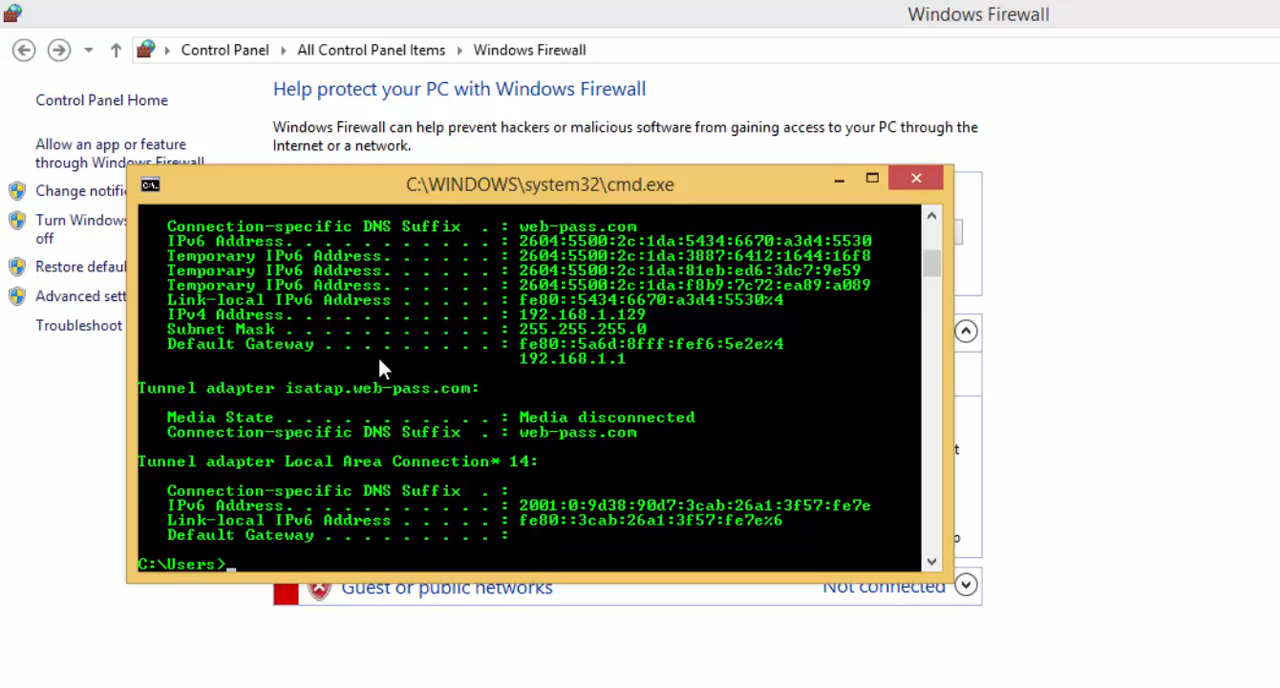 Windows Firewall
Control Panel All Control Panel Items Windows Firewall
Control Panel Home
Allow an app or feature
through Windows Firewall
Change notifi
Turn Windows
off
Restore defaul
Advanced sett
Troubleshoot
Help protect your PC with Windows Firewall
Windows Firewall can help prevent hackers or malicious software from gaining access to your PC through the
Internet or a network.
C:\WINDOWS\system32\cmd.exe
Connection-specific DNS Suffix . : web-pass.com
IPv6 Address. . . . . . . . . . . : 2604:5500:2c:1da:5434:6670:a3d4:5530
Temporary IPv6 Address. . . . . . : 2604:5500:2c:1da:3887:6412:1644:16f8
Temporary IPv6 Address. . . . . . : 2604:5500:2c:1da:81eb:ed6:3dc7:9e59
Temporary IPv6 Address. . . . . . : 2604:5500:2c:1da:f8b9:7c72:ea89:a089
Link-local IPv6 Address . . . . . : fe80::5434:6670:a3d4:5530%4
IPv4 Address. . . . . . . . . . . : 192.168.1.129
Subnet Mask . . . . . . . . . . . : 255.255.255.0
Default Gateway . . . . . . . . . : fe80::5a6d:8fff:fef6:5e2e%4
192.168.1.1
Tunnel adapter isatap.web-pass.com:
Media State . . . . . . . . . . . : Media disconnected
Connection-specific DNS Suffix . : web-pass.com
Tunnel adapter Local Area Connection* 14:
Connection-specific DNS Suffix . :
IPv6 Address. . . . . . . . . . . : 2001:0:9d38:90d7:3cab:26a1:3f57:fe7e
Link-local IPv6 Address . . . . . : fe80::3cab:26a1:3f57:fe7e%6
Default Gateway . . . . . . . . . :
C:\Users>_
Guest or public networks Not connected